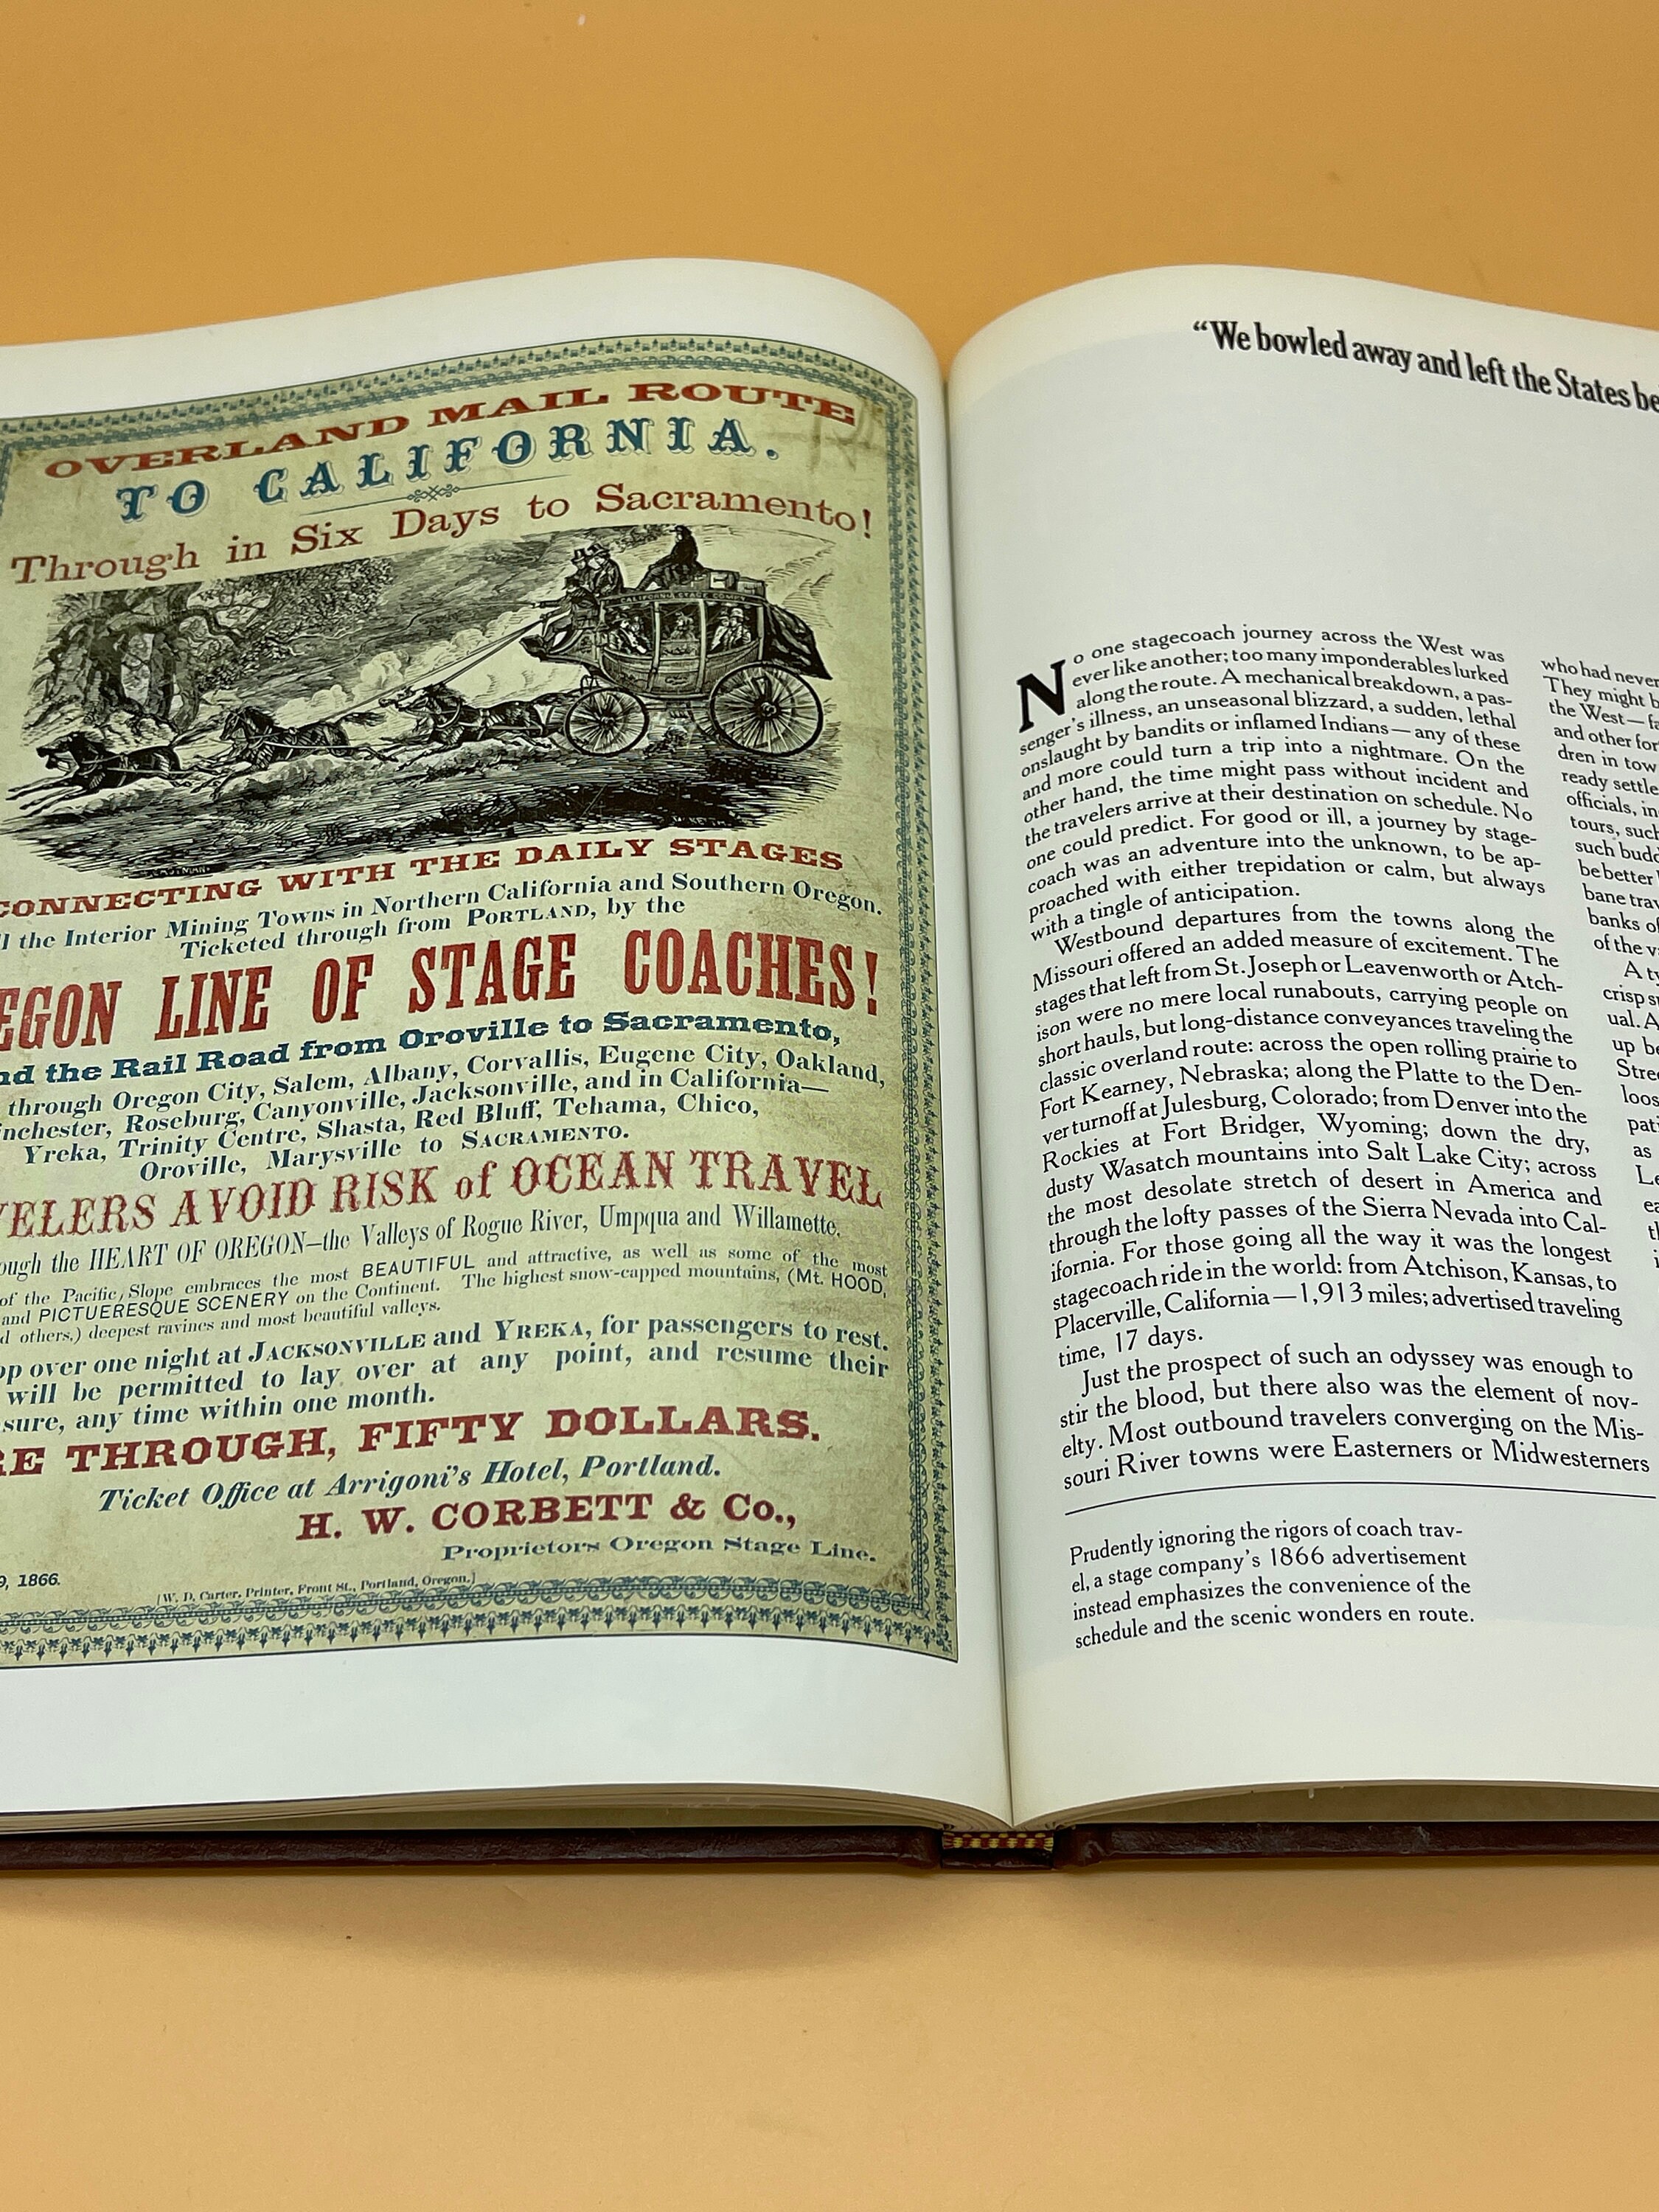 OVERLAND MAIL ROUTE
TO CALIFORNIA.
Through in Six Days to Sacramento!
CALIFORNIA STAGE COMPY
CONNECTING WITH THE DAILY STAGES
the Interior Mining Towns in Northern California and Southern Oregon.
Ticketed through from PORTLAND, by the
EGON LINE OF STAGE COACHES!
nd the Rail Road from Oroville to Sacramento,
through Oregon City, Salem, Albany, Corvallis, Eugene City, Oakland,
inchester, Roseburg, Canyonville, Jacksonville, and in California—
Yreka, Trinity Centre, Shasta, Red Bluff, Tehama, Chico,
Oroville, Marysville to SACRAMENTO.
VELERS AVOID RISK of OCEAN TRAVEL
ough the HEART OF OREGON—the Valleys of Rogue River, Umpqua and Willamette.
of the Pacific Slope embraces the most BEAUTIFUL and attractive, as well as some of the most
and PICTUERESQUE SCENERY on the Continent. The highest snow-capped mountains, (Mt. HOOD,
d others,) deepest ravines and most beautiful valleys.
op over one night at JACKSONVILLE and YREKA, for passengers to rest.
will be permitted to lay over at any point, and resume their
sure, any time within one month.
RE THROUGH, FIFTY DOLLARS.
Ticket Office at Arrigoni's Hotel, Portland.
H. W. CORBETT & Co.,
Proprietors Oregon Stage Line.
9, 1866.
[W. D. Carter, Printer, Front St., Portland, Oregon.]
“We bowled away and left the States be
No one stagecoach journey across the West was
ever like another; too many imponderables lurked
along the route. A mechanical breakdown, a pas-
senger's illness, an unseasonal blizzard, a sudden, lethal
onslaught by bandits or inflamed Indians—any of these
and more could turn a trip into a nightmare. On the
other hand, the time might pass without incident and
the travelers arrive at their destination on schedule. No
one could predict. For good or ill, a journey by stage-
coach was an adventure into the unknown, to be ap-
proached with either trepidation or calm, but always
with a tingle of anticipation.
Westbound departures from the towns along the
Missouri offered an added measure of excitement. The
stages that left from St. Joseph or Leavenworth or Atch-
ison were no mere local runabouts, carrying people on
short hauls, but long-distance conveyances traveling the
classic overland route: across the open rolling prairie to
Fort Kearney, Nebraska; along the Platte to the Den-
ver turnoff at Julesburg, Colorado; from Denver into the
Rockies at Fort Bridger, Wyoming; down the dry,
dusty Wasatch mountains into Salt Lake City; across
the most desolate stretch of desert in America and
through the lofty passes of the Sierra Nevada into Cal-
ifornia. For those going all the way it was the longest
stagecoach ride in the world: from Atchison, Kansas, to
Placerville, California—1,913 miles; advertised traveling
time, 17 days.
Just the prospect of such an odyssey was enough to
stir the blood, but there also was the element of nov-
elty. Most outbound travelers converging on the Mis-
souri River towns were Easterners or Midwesterners
Prudently ignoring the rigors of coach trav-
el, a stage company's 1866 advertisement
instead emphasizes the convenience of the
schedule and the scenic wonders en route.
who had never
They might b
the West—fa
and other for
dren in tow
ready settle
officials, in
tours, such
such budd
be better
bane trav
banks of
of the v
A ty
crisp s
ual. A
up be
Stree
loos
pati
as
Le
ea
th
i